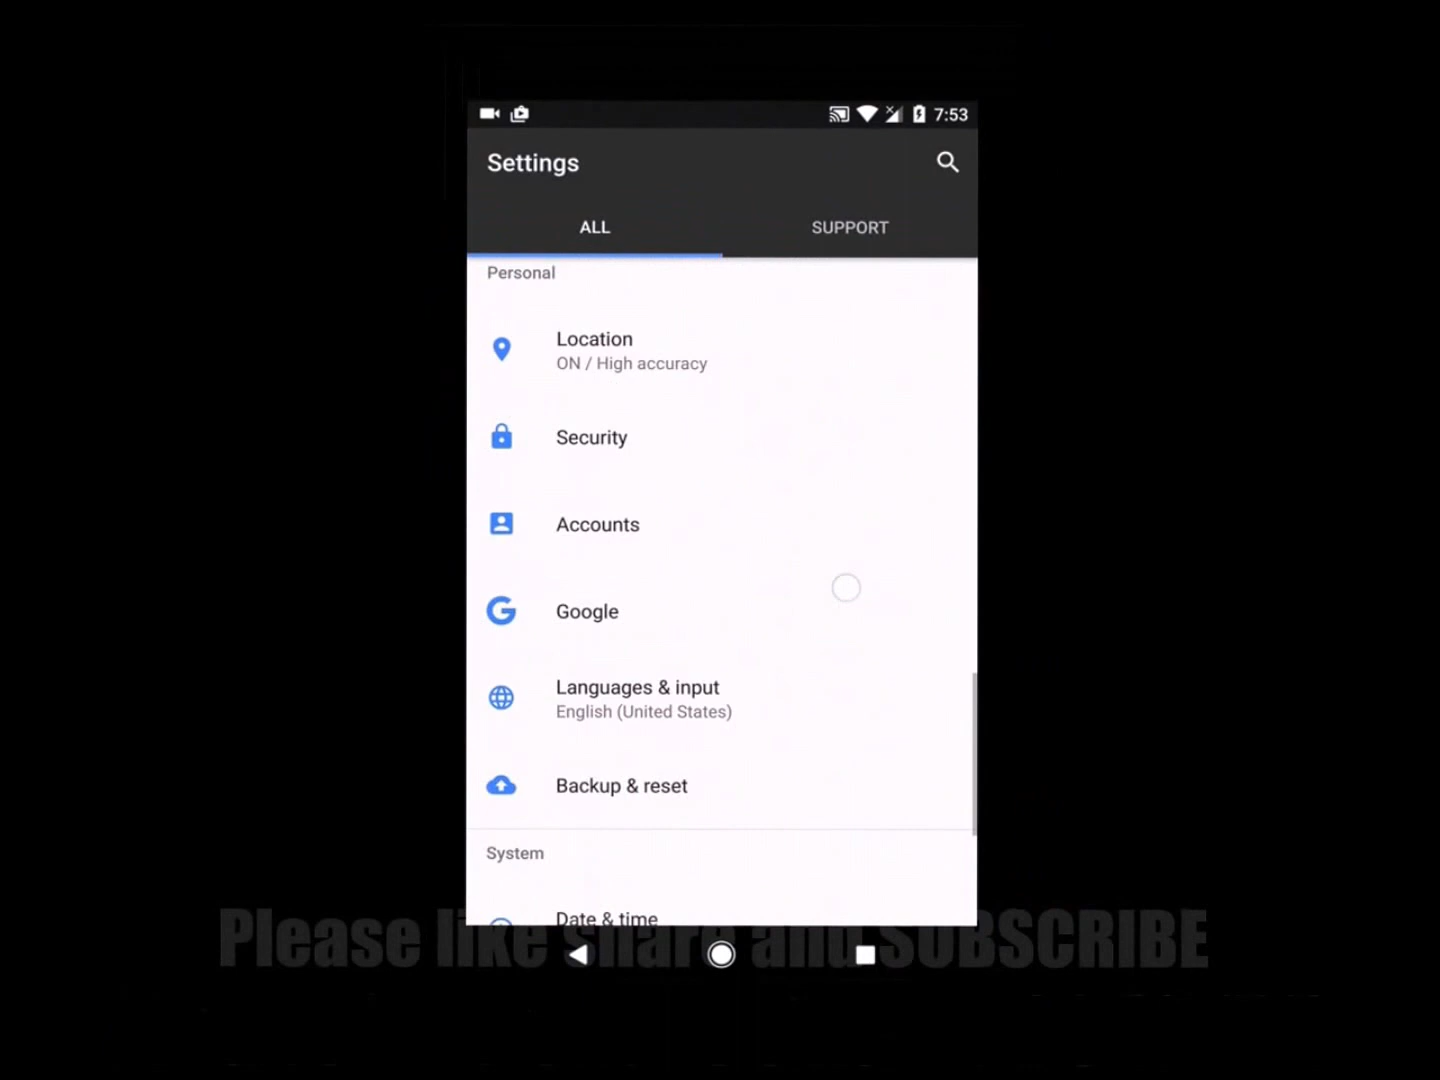 7:53
Settings
ALL
SUPPORT
Personal
Location
ON / High accuracy
Security
Accounts
Google
Languages & input
English (United States)
Backup & reset
System
Date & time
Please like share and SUBSCRIBE